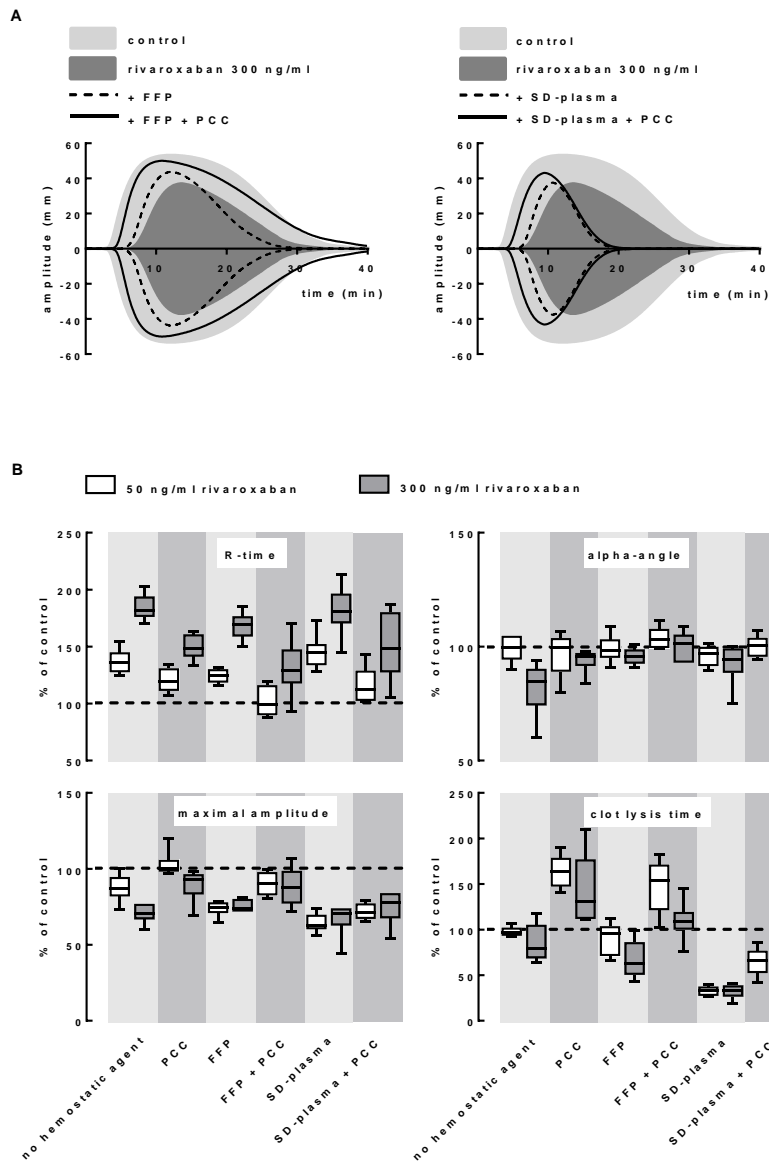 A
control
rivaroxaban 300 ng/ml
+ FFP
+ FFP + PCC
60
40
20
0
-20
-40
-60
10 20 30 40
amplitude (mm)
time (min)
control
rivaroxaban 300 ng/ml
+ SD-plasma
+ SD-plasma + PCC
60
40
20
0
-20
-40
-60
10 20 30 40
amplitude (mm)
time (min)
B
50 ng/ml rivaroxaban
300 ng/ml rivaroxaban
R-time
250
200
150
100
50
% of control
alpha-angle
150
100
50
% of control
maximal amplitude
150
100
50
0
% of control
clot lysis time
250
200
150
100
50
0
% of control
no hemostatic agent
PCC
FFP
FFP + PCC
SD-plasma
SD-plasma + PCC
no hemostatic agent
PCC
FFP
FFP + PCC
SD-plasma
SD-plasma + PCC